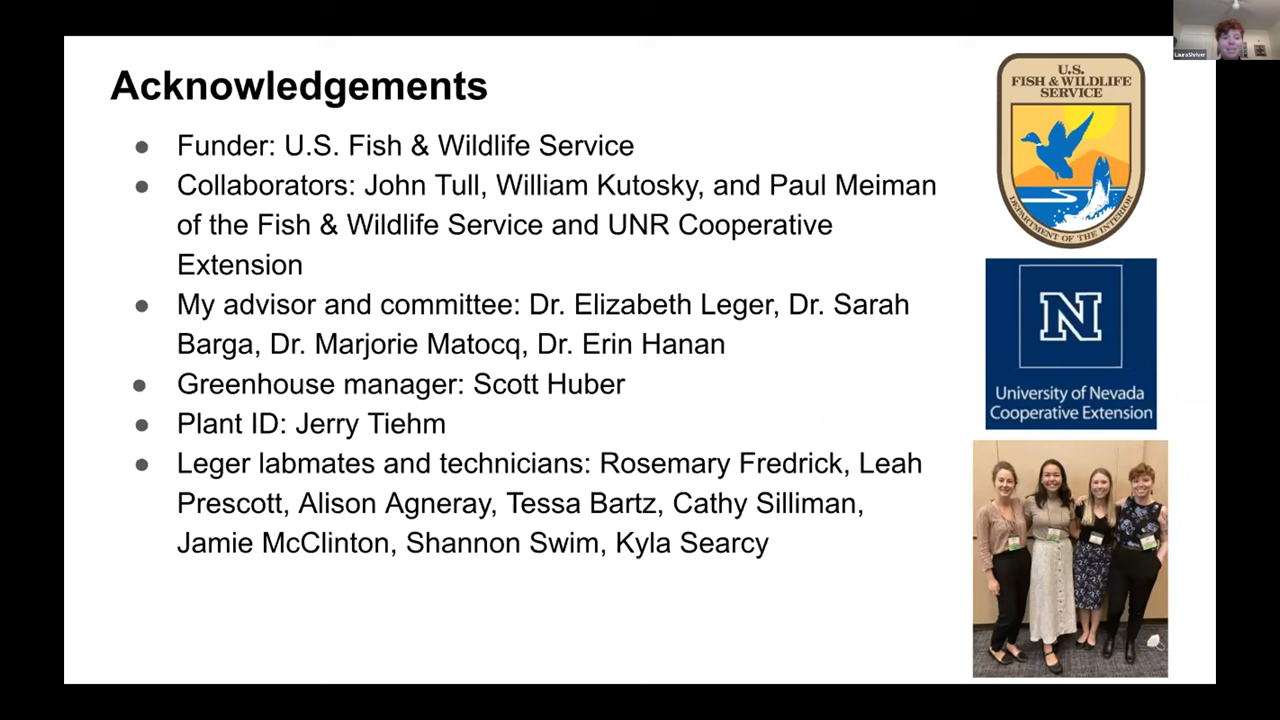 LauraShriver
Acknowledgements
● Funder: U.S. Fish & Wildlife Service
● Collaborators: John Tull, William Kutosky, and Paul Meiman
of the Fish & Wildlife Service and UNR Cooperative
Extension
● My advisor and committee: Dr. Elizabeth Leger, Dr. Sarah
Barga, Dr. Marjorie Matocq, Dr. Erin Hanan
● Greenhouse manager: Scott Huber
● Plant ID: Jerry Tiehm
● Leger labmates and technicians: Rosemary Fredrick, Leah
Prescott, Alison Agneray, Tessa Bartz, Cathy Silliman,
Jamie McClinton, Shannon Swim, Kyla Searcy
U.S.
FISH & WILDLIFE
SERVICE
DEPARTMENT OF THE INTERIOR
N
University of Nevada
Cooperative Extension